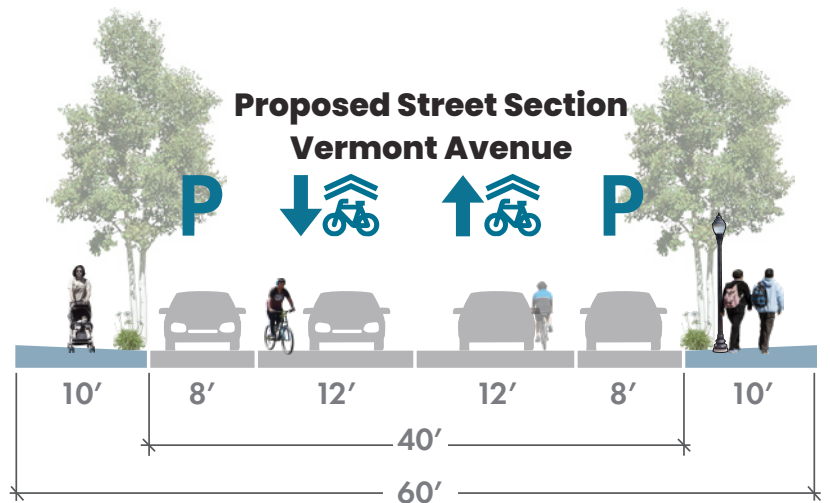 Proposed Street Section
Vermont Avenue
P P
10′ 8′ 12′ 12′ 8′ 10′
40′
60′